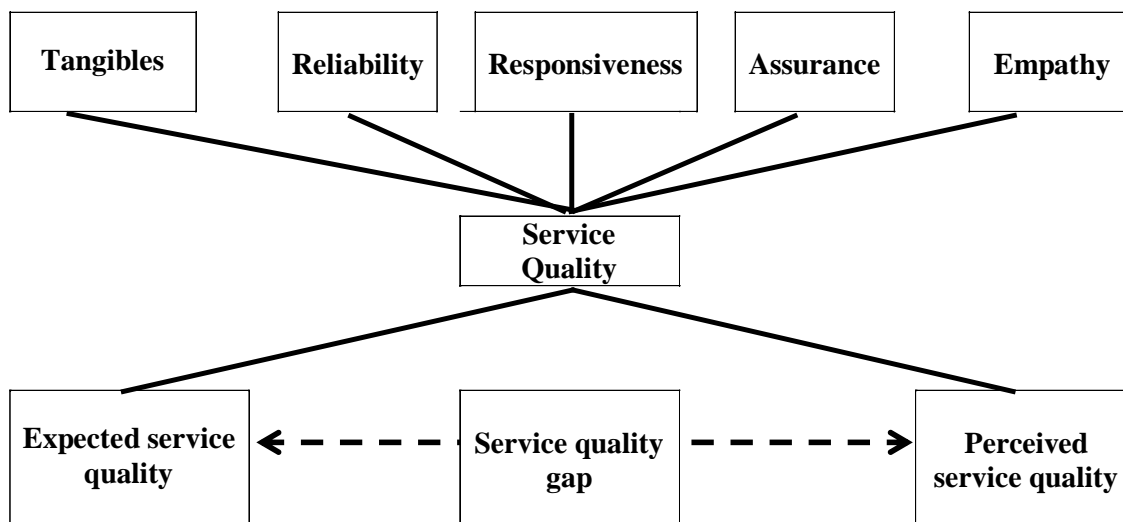 Tangibles
Reliability
Responsiveness
Assurance
Empathy
Service
Quality
Expected service
quality
Service quality
gap
Perceived
service quality